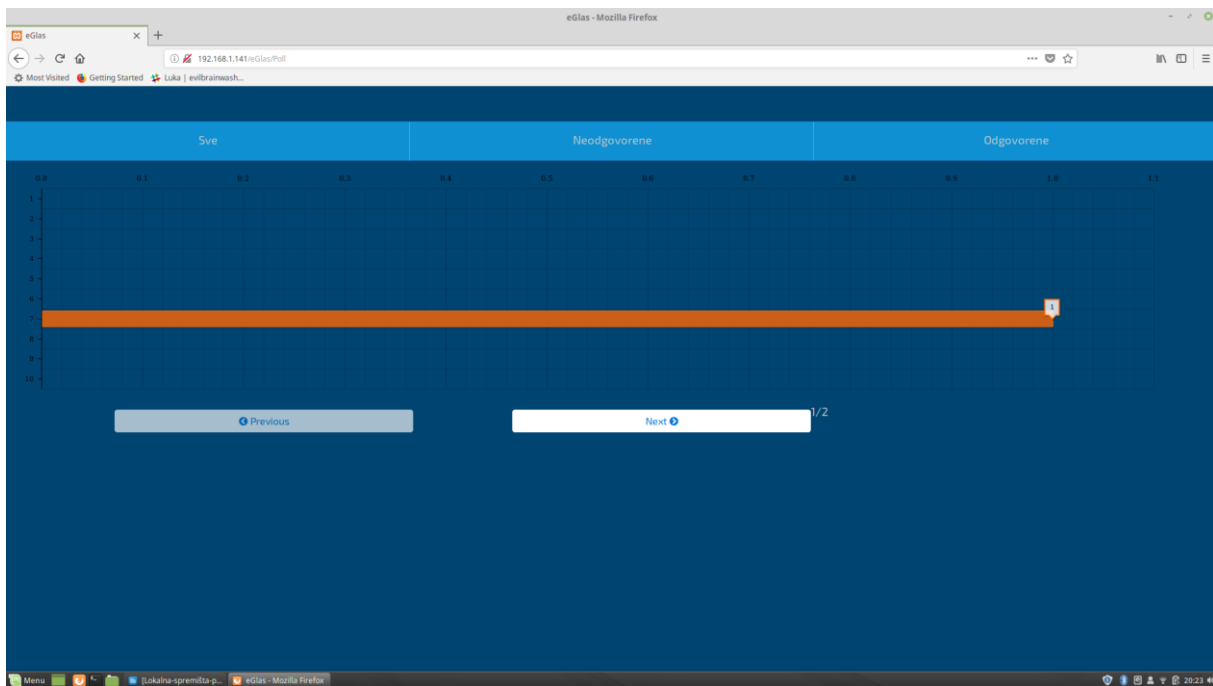 eGlas - Mozilla Firefox
eGlas
192.168.1.141/eGlas/Poll
Most Visited Getting Started Luka | evilbrainwash...
Sve Neodgovorene Odgovorene
0.0 0.1 0.2 0.3 0.4 0.5 0.6 0.7 0.8 0.9 1.0 1.1
1
2
3
4
5
6
1
7
8
9
10
Previous Next 1/2
Menu [Lokalna-spremišta-p... eGlas - Mozilla Firefox 20:23